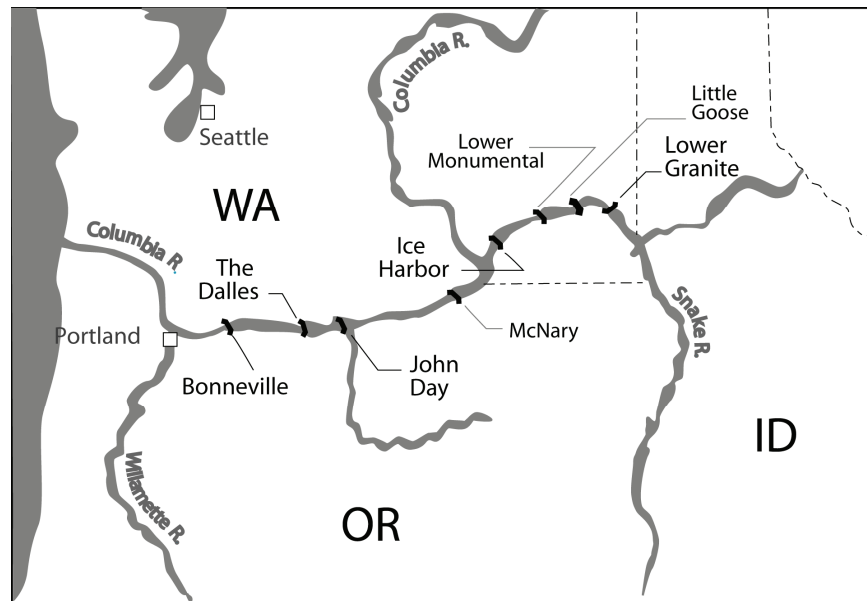 Columbia R.
Little
Goose
Lower
Monumental
Lower
Granite
Seattle
WA
Columbia R
The
Dalles
Ice
Harbor
Portland
Bonneville
John
Day
McNary
Snake R.
ID
Willamette R.
OR